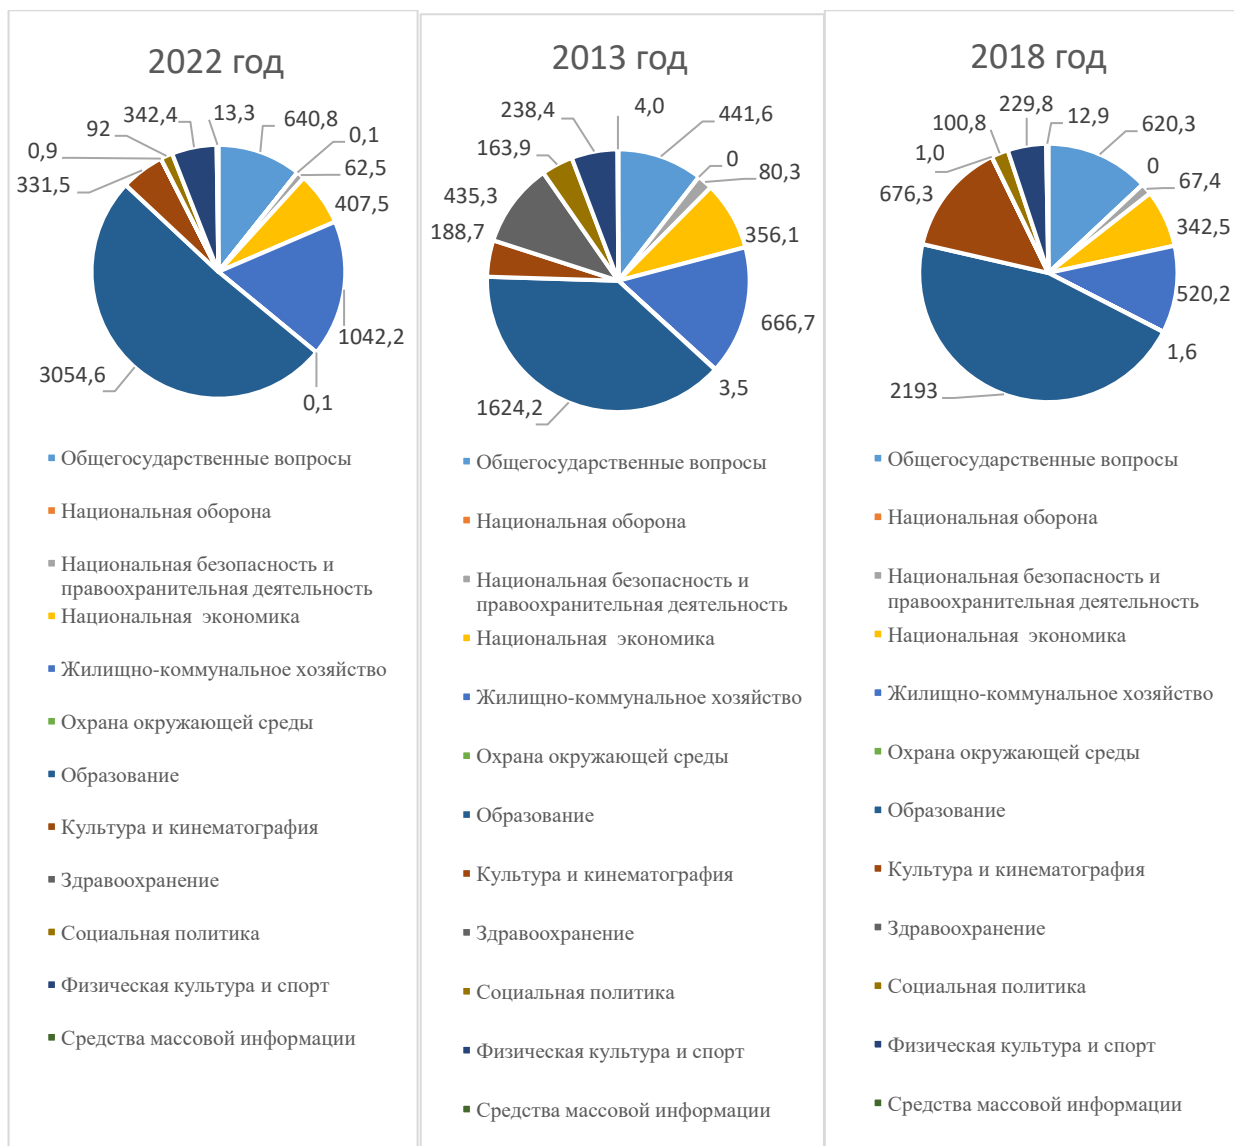 2022 год
342,4
13,3
640,8
92
0,1
0,9
62,5
331,5
407,5
1042,2
3054,6
0,1
Общегосударственные вопросы
Национальная оборона
Национальная безопасность и
правоохранительная деятельность
Национальная экономика
Жилищно-коммунальное хозяйство
Охрана окружающей среды
Образование
Культура и кинематография
Здравоохранение
Социальная политика
Физическая культура и спорт
Средства массовой информации
2013 год
238,4
4,0
441,6
163,9
0
80,3
435,3
188,7
356,1
666,7
3,5
1624,2
Общегосударственные вопросы
Национальная оборона
Национальная безопасность и
правоохранительная деятельность
Национальная экономика
Жилищно-коммунальное хозяйство
Охрана окружающей среды
Образование
Культура и кинематография
Здравоохранение
Социальная политика
Физическая культура и спорт
Средства массовой информации
2018 год
229,8
12,9
620,3
100,8
1,0
0
67,4
676,3
342,5
520,2
1,6
2193
Общегосударственные вопросы
Национальная оборона
Национальная безопасность и
правоохранительная деятельность
Национальная экономика
Жилищно-коммунальное хозяйство
Охрана окружающей среды
Образование
Культура и кинематография
Здравоохранение
Социальная политика
Физическая культура и спорт
Средства массовой информации